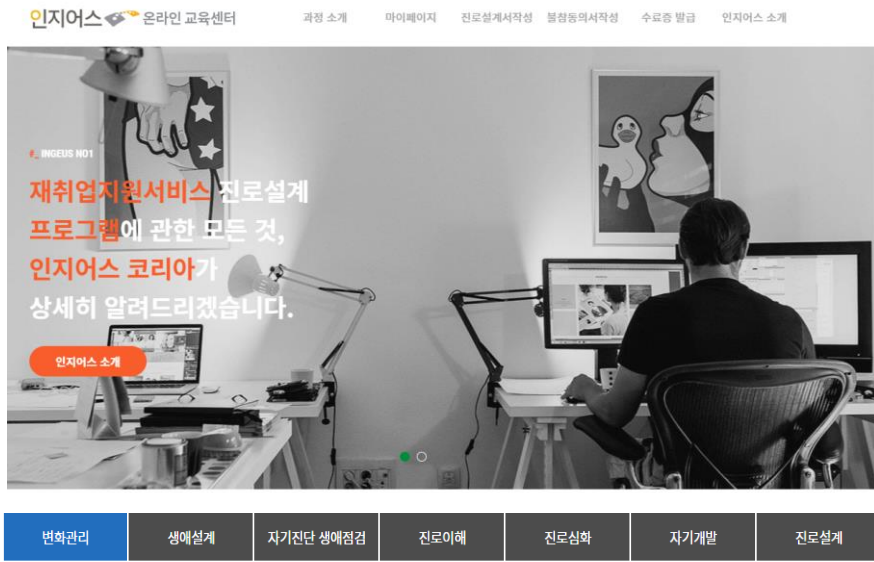 인지어스 온라인 교육센터
과정 소개 마이페이지 진로설계서작성 불참동의서작성 수료증 발급 인지어스 소개
#_ INGEUS NO1
재취업지원서비스 진로설계
프로그램에 관한 모든 것,
인지어스 코리아가
상세히 알려드리겠습니다.
인지어스 소개
변화관리 생애설계 자기진단 생애점검 진로이해 진로심화 자기개발 진로설계